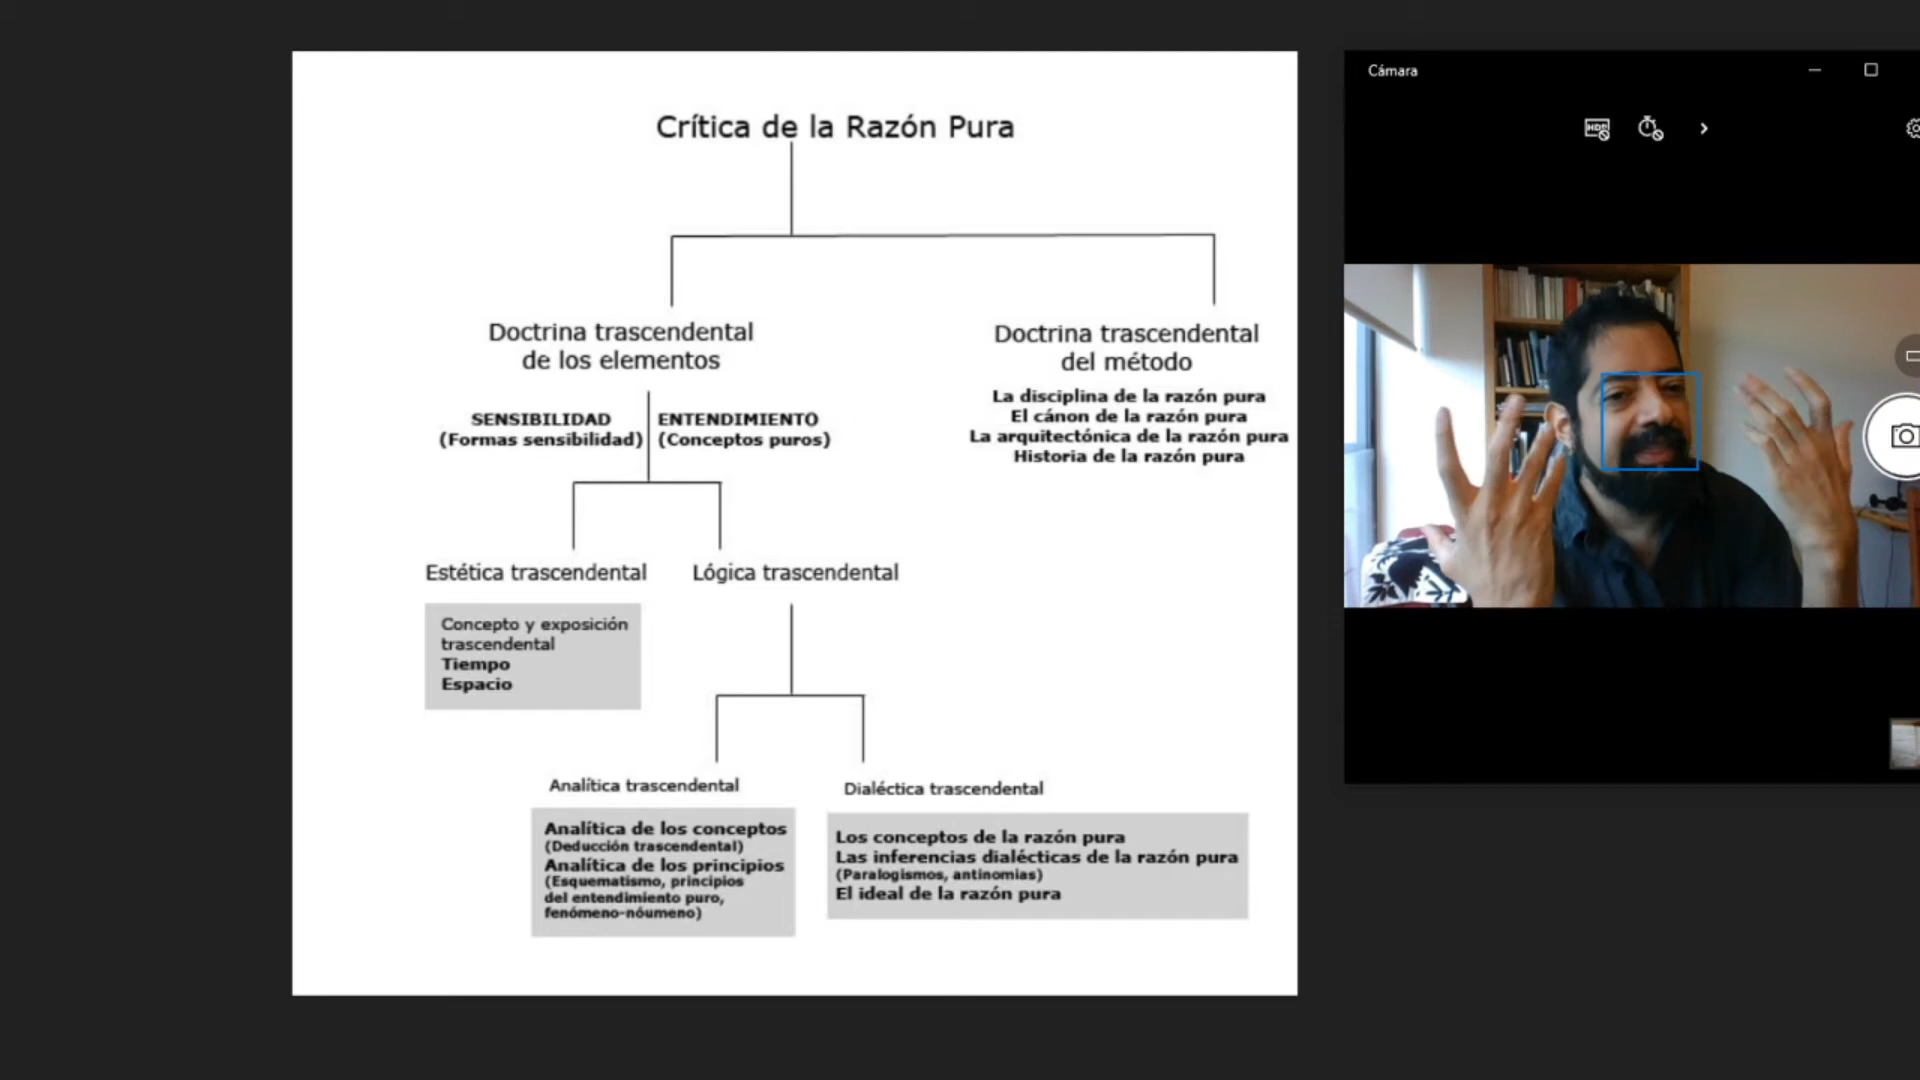 Crítica de la Razón Pura
Doctrina trascendental
de los elementos
SENSIBILIDAD
(Formas sensibilidad)
ENTENDIMIENTO
(Conceptos puros)
Doctrina trascendental
del método
La disciplina de la razón pura
El cánon de la razón pura
La arquitectónica de la razón pura
Historia de la razón pura
Estética trascendental
Concepto y exposición
trascendental
Tiempo
Espacio
Lógica trascendental
Analítica trascendental
Analítica de los conceptos
(Deducción trascendental)
Analítica de los principios
(Esquematismo, principios
del entendimiento puro,
fenómeno-nóumeno)
Dialéctica trascendental
Los conceptos de la razón pura
Las inferencias dialécticas de la razón pura
(Paralogismos, antinomias)
El ideal de la razón pura
Cámara
HDR